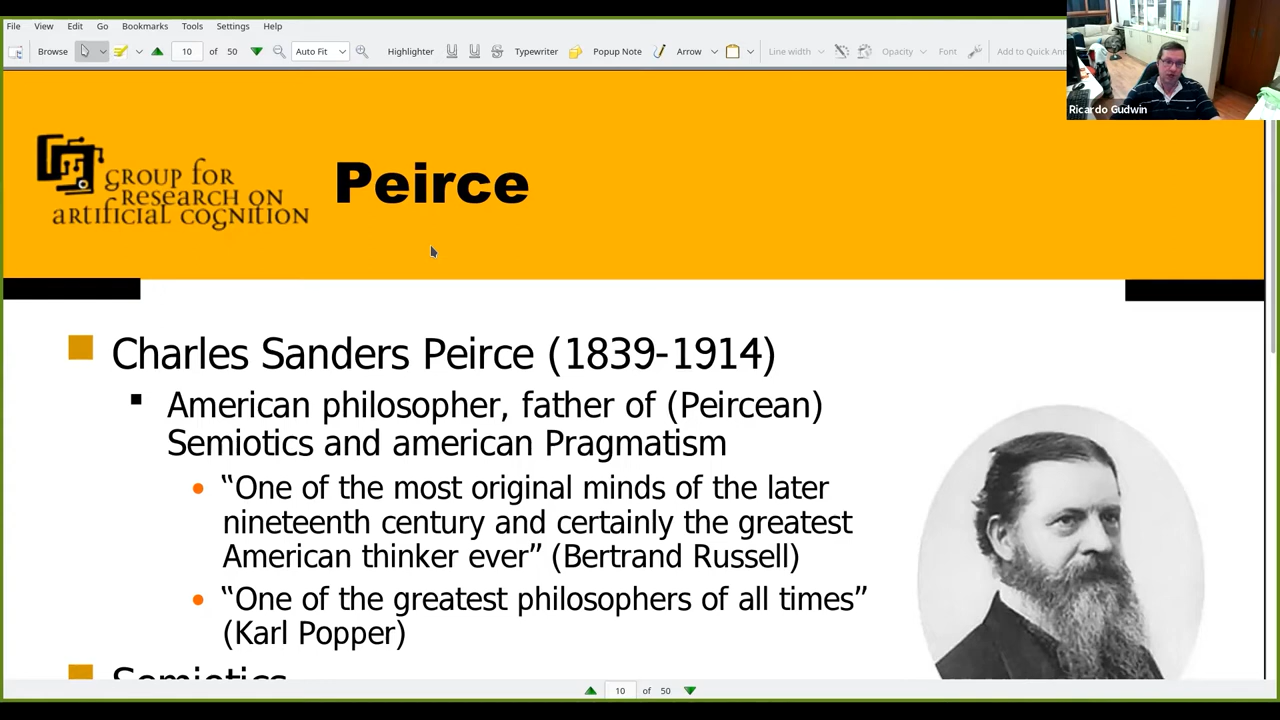 File View Edit Go Bookmarks Tools Settings Help
Browse 10 of 50 Auto Fit Highlighter Typewriter Popup Note Arrow Line width Opacity Font Add to Quick Ann
Ricardo Gudwin
GROUP FOR
RESEARCH ON
ARTIFICIAL COGNITION
Peirce
Charles Sanders Peirce (1839-1914)
American philosopher, father of (Peircean)
Semiotics and american Pragmatism
“One of the most original minds of the later
nineteenth century and certainly the greatest
American thinker ever” (Bertrand Russell)
“One of the greatest philosophers of all times”
(Karl Popper)
Semiotics
10 of 50